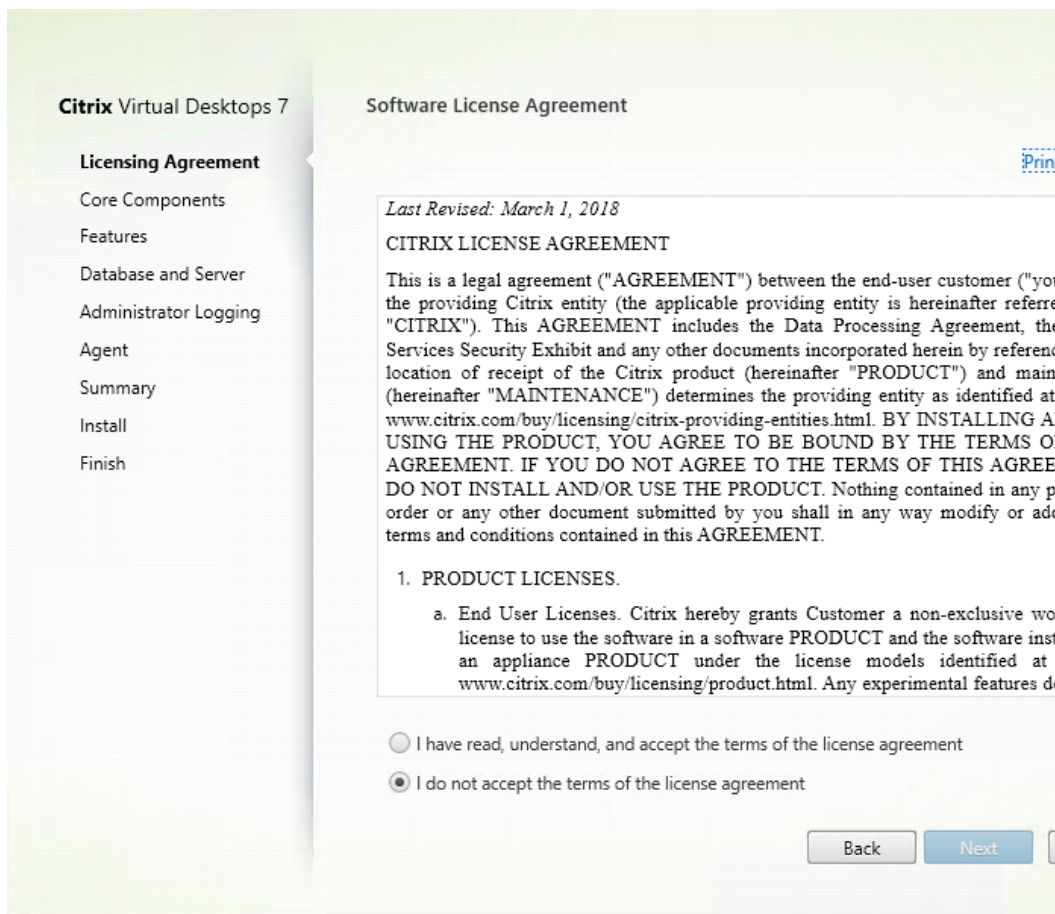 Citrix Virtual Desktops 7
Licensing Agreement
Core Components
Features
Database and Server
Administrator Logging
Agent
Summary
Install
Finish
Software License Agreement
Last Revised: March 1, 2018
CITRIX LICENSE AGREEMENT
This is a legal agreement ("AGREEMENT") between the end-user customer
the providing Citrix entity (the applicable providing entity is hereinafter
"CITRIX"). This AGREEMENT includes the Data Processing Agreement,
Services Security Exhibit and any other documents incorporated herein by
location of receipt of the Citrix product (hereinafter "PRODUCT") and
(hereinafter "MAINTENANCE") determines the providing entity as identified at
www.citrix.com/buy/licensing/citrix-providing-entities.html. BY INSTALLING
USING THE PRODUCT, YOU AGREE TO BE BOUND BY THE TERMS
AGREEMENT. IF YOU DO NOT AGREE TO THE TERMS OF THIS
DO NOT INSTALL AND/OR USE THE PRODUCT. Nothing contained in any
order or any other document submitted by you shall in any way modify or
terms and conditions contained in this AGREEMENT.
1. PRODUCT LICENSES.
a. End User Licenses. Citrix hereby grants Customer a non-exclusive
license to use the software in a software PRODUCT and the software
an appliance PRODUCT under the license models identified at
www.citrix.com/buy/licensing/product.html. Any experimental features
I have read, understand, and accept the terms of the license agreement
I do not accept the terms of the license agreement
Back
Next